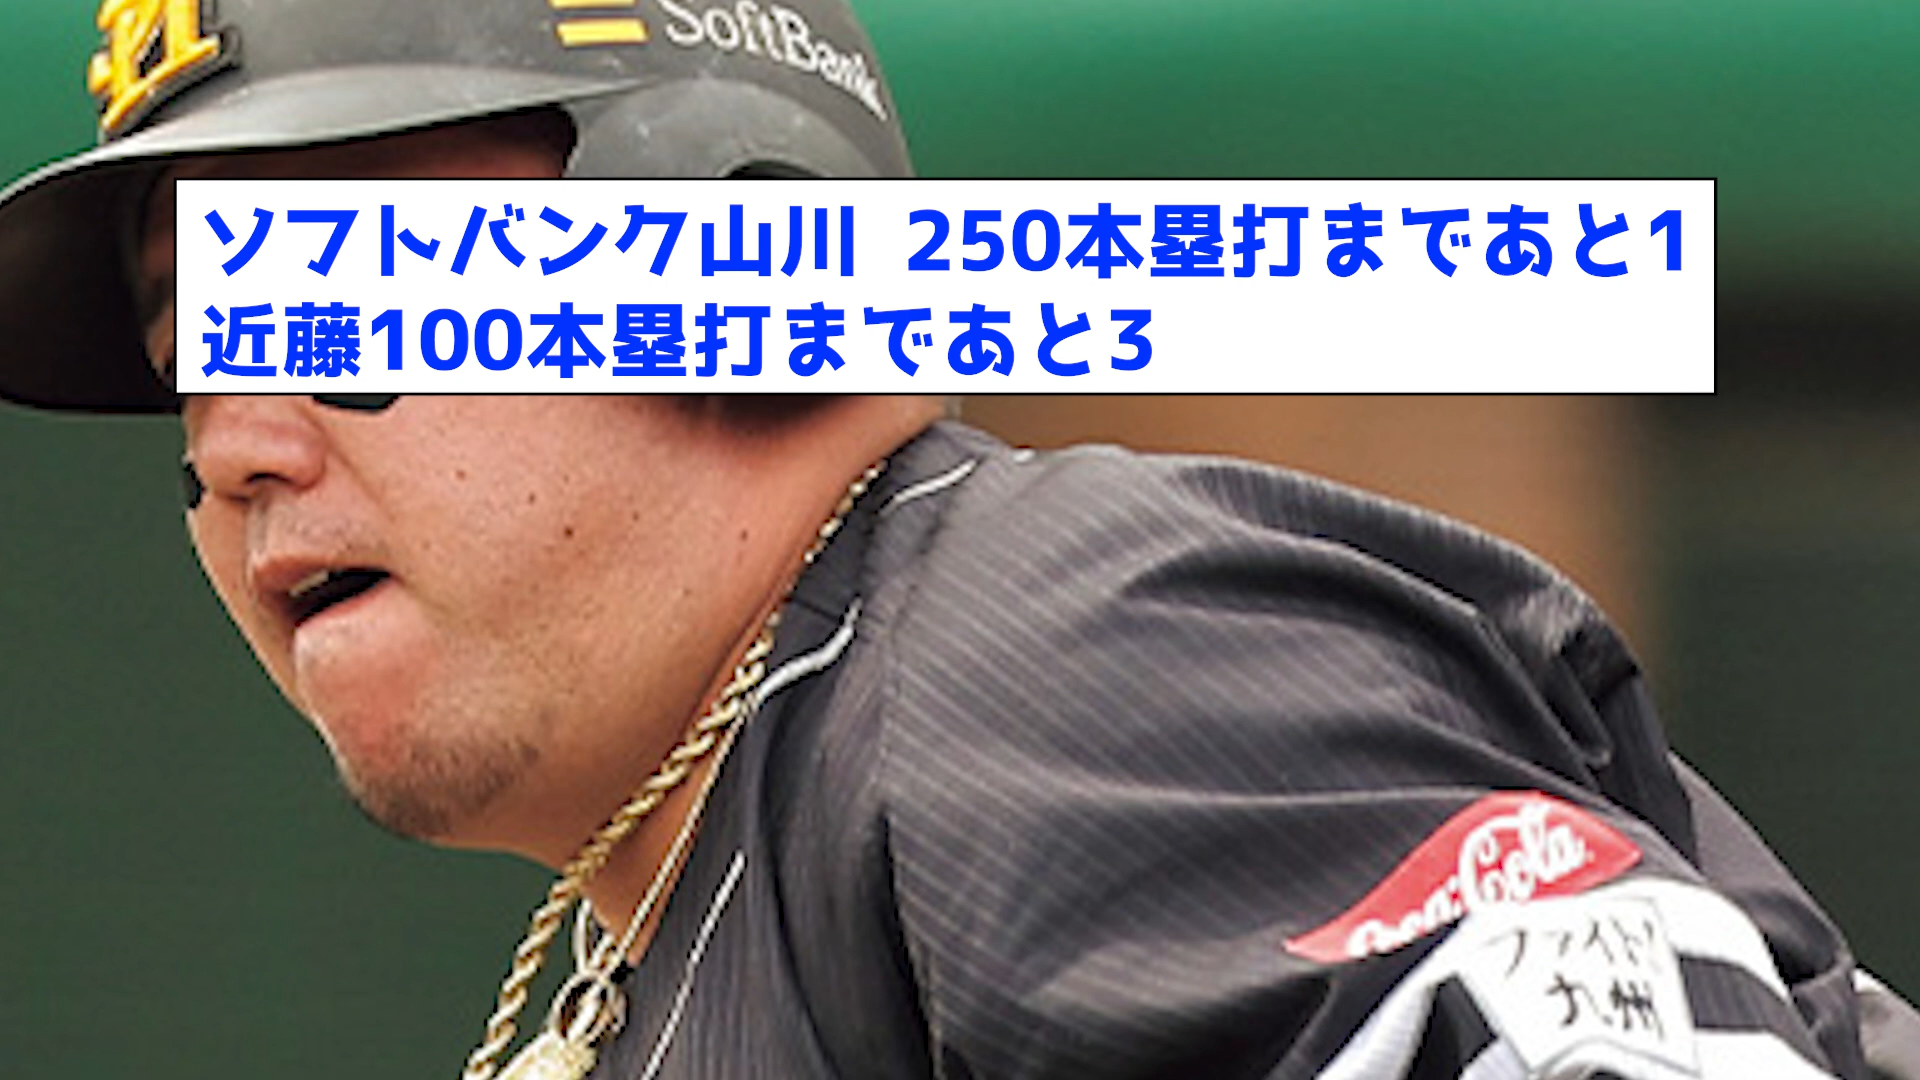 SoftBank
ソフトバンク山川 250本塁打まであと1
近藤100本塁打まであと3
Coca-Cola
ファイト!
九州